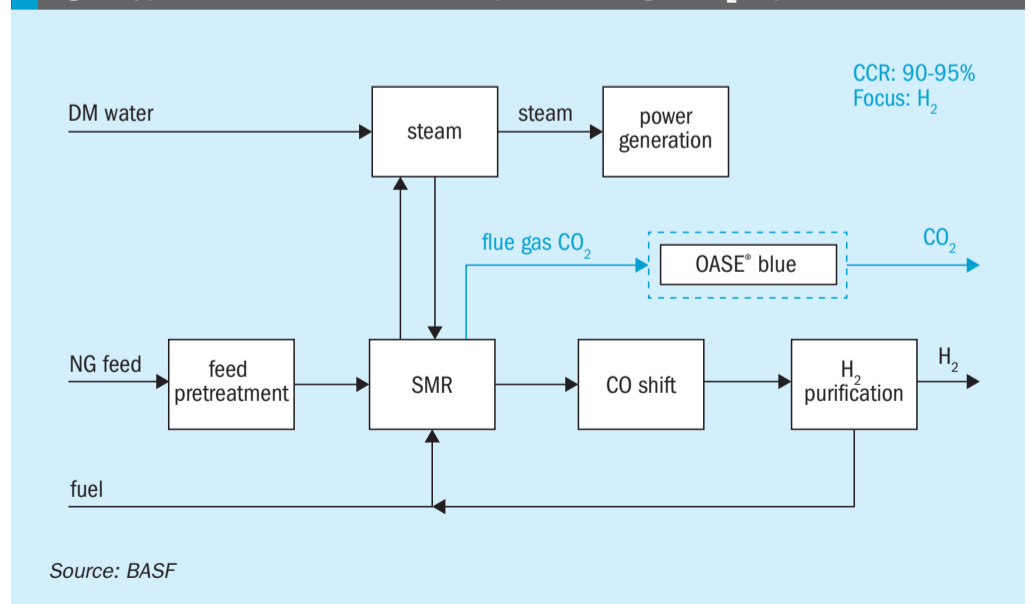 CCR: 90-95%
Focus: H₂
DM water
steam
steam
power
generation
flue gas CO₂
OASE® blue
CO₂
NG feed
feed
pretreatment
SMR
CO shift
H₂
purification
H₂
fuel
Source: BASF